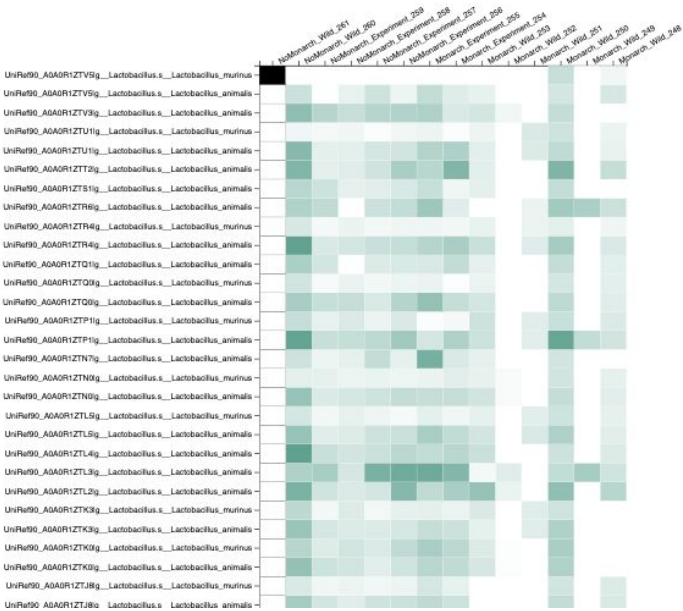 NoMonarch_Wild_261
NoMonarch_Wild_260
NoMonarch_Experiment_259
NoMonarch_Experiment_258
NoMonarch_Experiment_257
NoMonarch_Experiment_256
Monarch_Experiment_255
Monarch_Experiment_254
Monarch_Wild_253
Monarch_Wild_252
Monarch_Wild_251
Monarch_Wild_250
Monarch_Wild_249
Monarch_Wild_248
UniRef90_A0A0R1ZTV5|g__Lactobacillus.s__Lactobacillus_murinus
UniRef90_A0A0R1ZTV5|g__Lactobacillus.s__Lactobacillus_animalis
UniRef90_A0A0R1ZTV3|g__Lactobacillus.s__Lactobacillus_animalis
UniRef90_A0A0R1ZTU1|g__Lactobacillus.s__Lactobacillus_murinus
UniRef90_A0A0R1ZTU1|g__Lactobacillus.s__Lactobacillus_animalis
UniRef90_A0A0R1ZTT2|g__Lactobacillus.s__Lactobacillus_animalis
UniRef90_A0A0R1ZTS1|g__Lactobacillus.s__Lactobacillus_animalis
UniRef90_A0A0R1ZTR6|g__Lactobacillus.s__Lactobacillus_animalis
UniRef90_A0A0R1ZTR4|g__Lactobacillus.s__Lactobacillus_murinus
UniRef90_A0A0R1ZTR4|g__Lactobacillus.s__Lactobacillus_animalis
UniRef90_A0A0R1ZTQ1|g__Lactobacillus.s__Lactobacillus_animalis
UniRef90_A0A0R1ZTQ0|g__Lactobacillus.s__Lactobacillus_murinus
UniRef90_A0A0R1ZTQ0|g__Lactobacillus.s__Lactobacillus_animalis
UniRef90_A0A0R1ZTP1|g__Lactobacillus.s__Lactobacillus_murinus
UniRef90_A0A0R1ZTP1|g__Lactobacillus.s__Lactobacillus_animalis
UniRef90_A0A0R1ZTN7|g__Lactobacillus.s__Lactobacillus_animalis
UniRef90_A0A0R1ZTN0|g__Lactobacillus.s__Lactobacillus_murinus
UniRef90_A0A0R1ZTN0|g__Lactobacillus.s__Lactobacillus_animalis
UniRef90_A0A0R1ZTL5|g__Lactobacillus.s__Lactobacillus_murinus
UniRef90_A0A0R1ZTL5|g__Lactobacillus.s__Lactobacillus_animalis
UniRef90_A0A0R1ZTL4|g__Lactobacillus.s__Lactobacillus_animalis
UniRef90_A0A0R1ZTL3|g__Lactobacillus.s__Lactobacillus_animalis
UniRef90_A0A0R1ZTL2|g__Lactobacillus.s__Lactobacillus_animalis
UniRef90_A0A0R1ZTK3|g__Lactobacillus.s__Lactobacillus_murinus
UniRef90_A0A0R1ZTK3|g__Lactobacillus.s__Lactobacillus_animalis
UniRef90_A0A0R1ZTK0|g__Lactobacillus.s__Lactobacillus_murinus
UniRef90_A0A0R1ZTK0|g__Lactobacillus.s__Lactobacillus_animalis
UniRef90_A0A0R1ZTJ8|g__Lactobacillus.s__Lactobacillus_murinus
UniRef90_A0A0R1ZTJ8|g__Lactobacillus.s__Lactobacillus_animalis